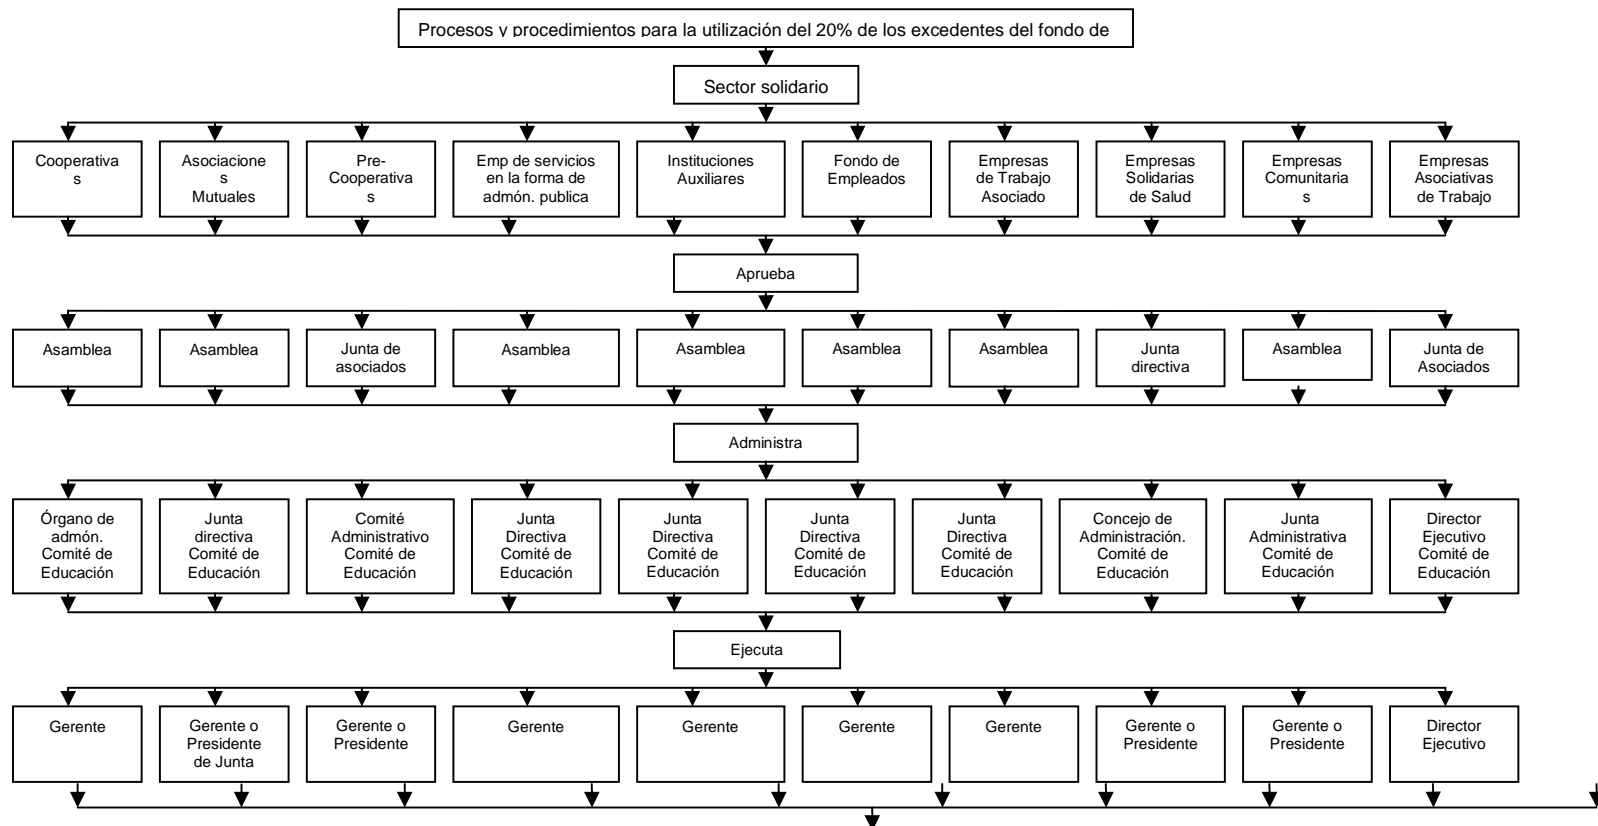 Procesos y procedimientos para la utilización del 20% de los excedentes del fondo de
Sector solidario
Cooperativa
s
Asociacione
s
Mutuales
Pre-
Cooperativa
s
Emp de servicios
en la forma de
admón. publica
Instituciones
Auxiliares
Fondo de
Empleados
Empresas
de Trabajo
Asociado
Empresas
Solidarias
de Salud
Empresas
Comunitaria
s
Empresas
Asociativas
de Trabajo
Aprueba
Asamblea
Asamblea
Junta de
asociados
Asamblea
Asamblea
Asamblea
Asamblea
Junta
directiva
Asamblea
Junta de
Asociados
Administra
Órgano de
admón.
Comité de
Educación
Junta
directiva
Comité de
Educación
Comité
Administrativo
Comité de
Educación
Junta
Directiva
Comité de
Educación
Junta
Directiva
Comité de
Educación
Junta
Directiva
Comité de
Educación
Junta
Directiva
Comité de
Educación
Concejo de
Administración.
Comité de
Educación
Junta
Administrativa
Comité de
Educación
Director
Ejecutivo
Comité de
Educación
Ejecuta
Gerente
Gerente o
Presidente
de Junta
Gerente o
Presidente
Gerente
Gerente
Gerente
Gerente
Gerente o
Presidente
Gerente o
Presidente
Director
Ejecutivo